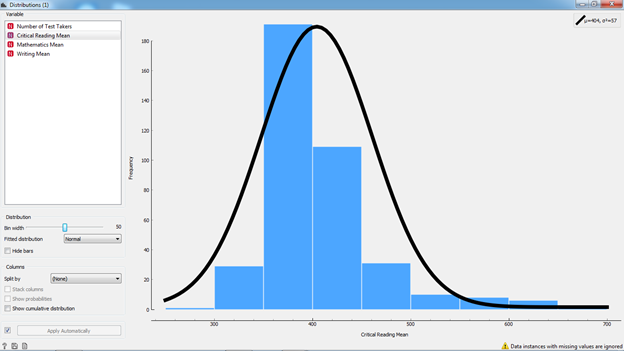 Distributions (1)
Variable
N Number of Test Takers
N Critical Reading Mean
N Mathematics Mean
N Writing Mean
Distribution
Bin width 50
Fitted distribution Normal
Hide bars
Columns
Split by (None)
Stack columns
Show probabilities
Show cumulative distribution
Apply Automatically
μ=404, σ²=57
Frequency
180
160
140
120
100
80
60
40
20
0
300 400 500 600 700
Critical Reading Mean
? Data instances with missing values are ignored